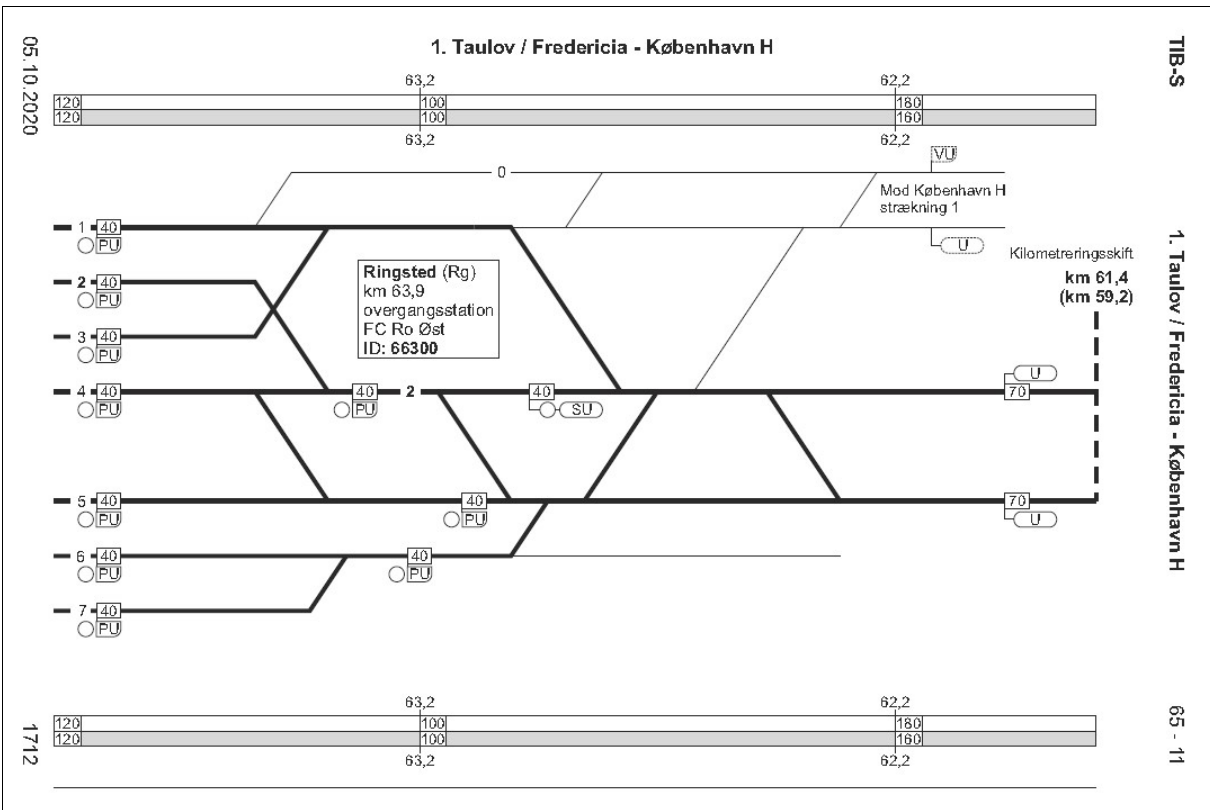 05.10.2020
1. Taulov / Fredericia - København H
TIB-S
63,2
62,2
120
100
180
120
100
160
63,2
62,2
0
VU
Mod København H
strækning 1
U
1 40
PU
2 40
PU
3 40
PU
Ringsted (Rg)
km 63,9
overgangsstation
FC Ro Øst
ID: 66300
Kilometreringsskift
km 61,4
(km 59,2)
1. Taulov / Fredericia - København H
4 40
PU
40 2
PU
40
SU
U
70
5 40
PU
40
PU
70
U
6 40
PU
40
PU
7 40
PU
63,2
62,2
120
100
180
120
100
160
63,2
62,2
1712
65 - 11